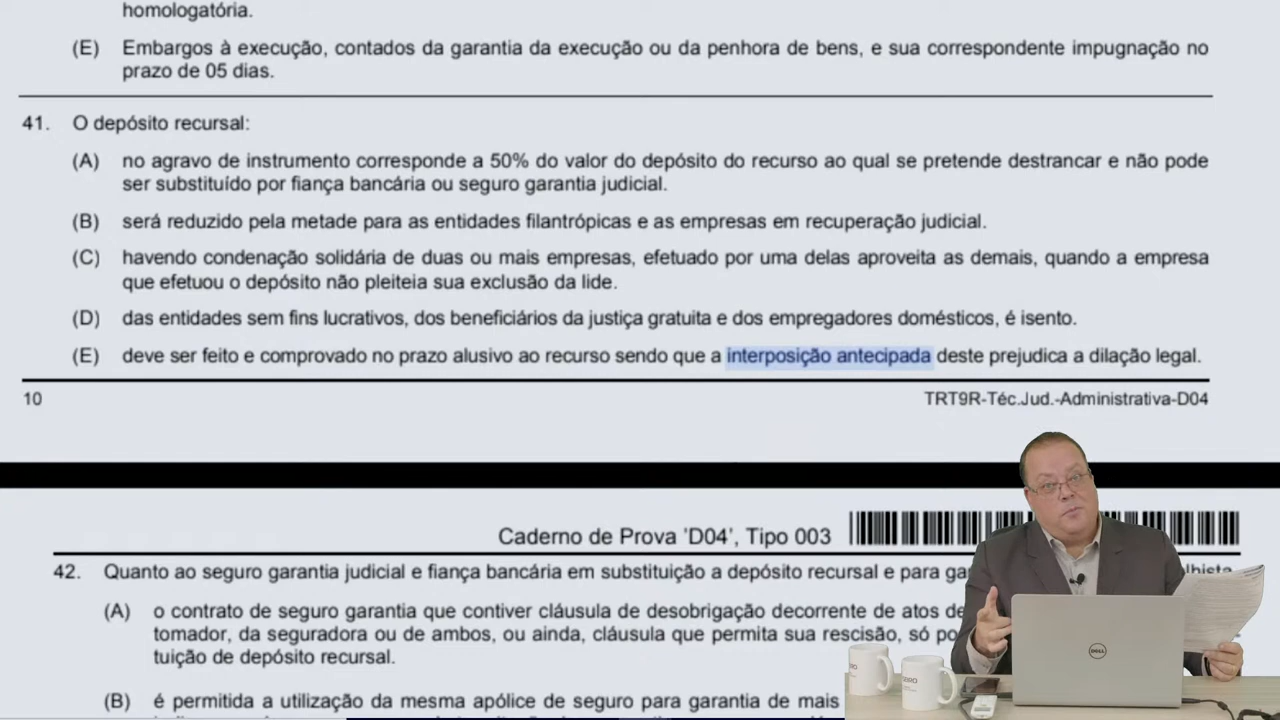 homologatória.
(E) Embargos à execução, contados da garantia da execução ou da penhora de bens, e sua correspondente impugnação no
prazo de 05 dias.
41. O depósito recursal:
(A) no agravo de instrumento corresponde a 50% do valor do depósito do recurso ao qual se pretende destrancar e não pode
ser substituído por fiança bancária ou seguro garantia judicial.
(B) será reduzido pela metade para as entidades filantrópicas e as empresas em recuperação judicial.
(C) havendo condenação solidária de duas ou mais empresas, efetuado por uma delas aproveita as demais, quando a empresa
que efetuou o depósito não pleiteia sua exclusão da lide.
(D) das entidades sem fins lucrativos, dos beneficiários da justiça gratuita e dos empregadores domésticos, é isento.
(E) deve ser feito e comprovado no prazo alusivo ao recurso sendo que a interposição antecipada deste prejudica a dilação legal.
10 TRT9R-Téc.Jud.-Administrativa-D04
Caderno de Prova 'D04', Tipo 003
42. Quanto ao seguro garantia judicial e fiança bancária em substituição a depósito recursal e para
(A) o contrato de seguro garantia que contiver cláusula de desobrigação decorrente de atos de
tomador, da seguradora ou de ambos, ou ainda, cláusula que permita sua rescisão, só
tuição de depósito recursal.
(B) é permitida a utilização da mesma apólice de seguro para garantia de mais
DELL